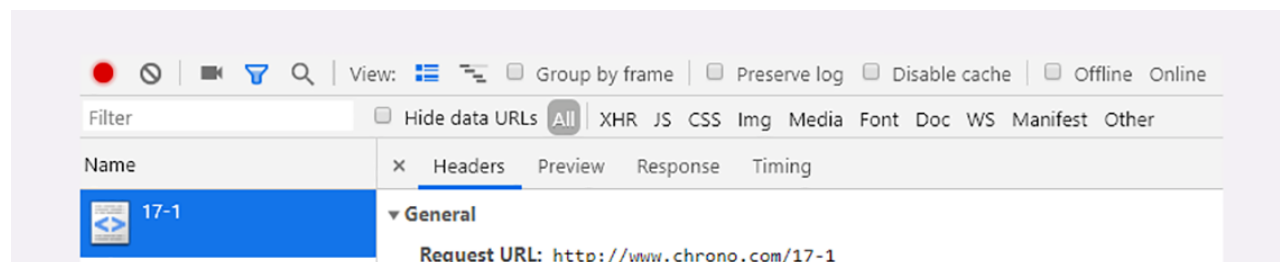 View: Group by frame Preserve log Disable cache Offline Online
Filter Hide data URLs All XHR JS CSS Img Media Font Doc WS Manifest Other
Name × Headers Preview Response Timing
17-1 ▾ General
Request URL: http://www.chrono.com/17-1